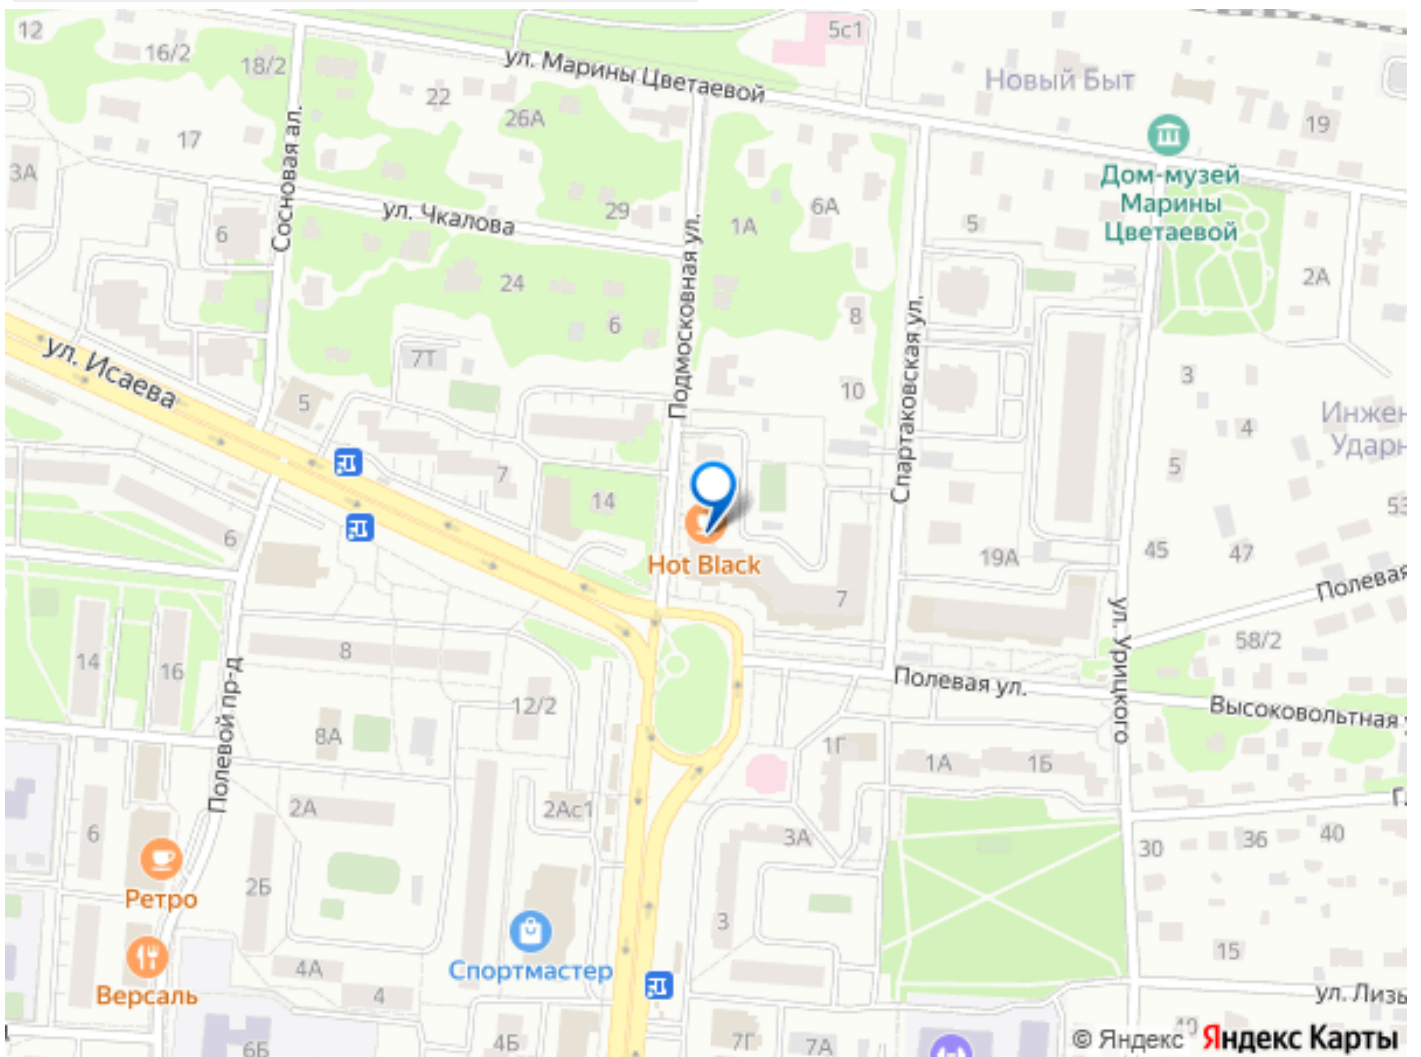 12
16/2
18/2
5с1
ул. Марины Цветаевой
Новый Быт
22
26А
17
19
3А
Сосновая ал.
Дом-музей
Марины
Цветаевой
ул. Чкалова
29
6
Подмосковная ул.
1А
6А
5
2А
24
6
8
Спартаковская ул.
ул. Исаева
7Т
10
3
4
5
Инжен
Ударн
7
14
5
53
6
Hot Black
19А
45
47
Полевая
7
ул. Урицкого
58/2
8
14
16
Полевой пр-д
12/2
Полевая ул.
Высоковольтная
8А
1Г
1А
1Б
2А
2Ас1
6
3А
30
36
40
Ретро
2Б
3
15
Спортмастер
Версаль
4А
4
ул. Лизы
4Б
6Б
7Г
7А
© Яндекс Яндекс Карты